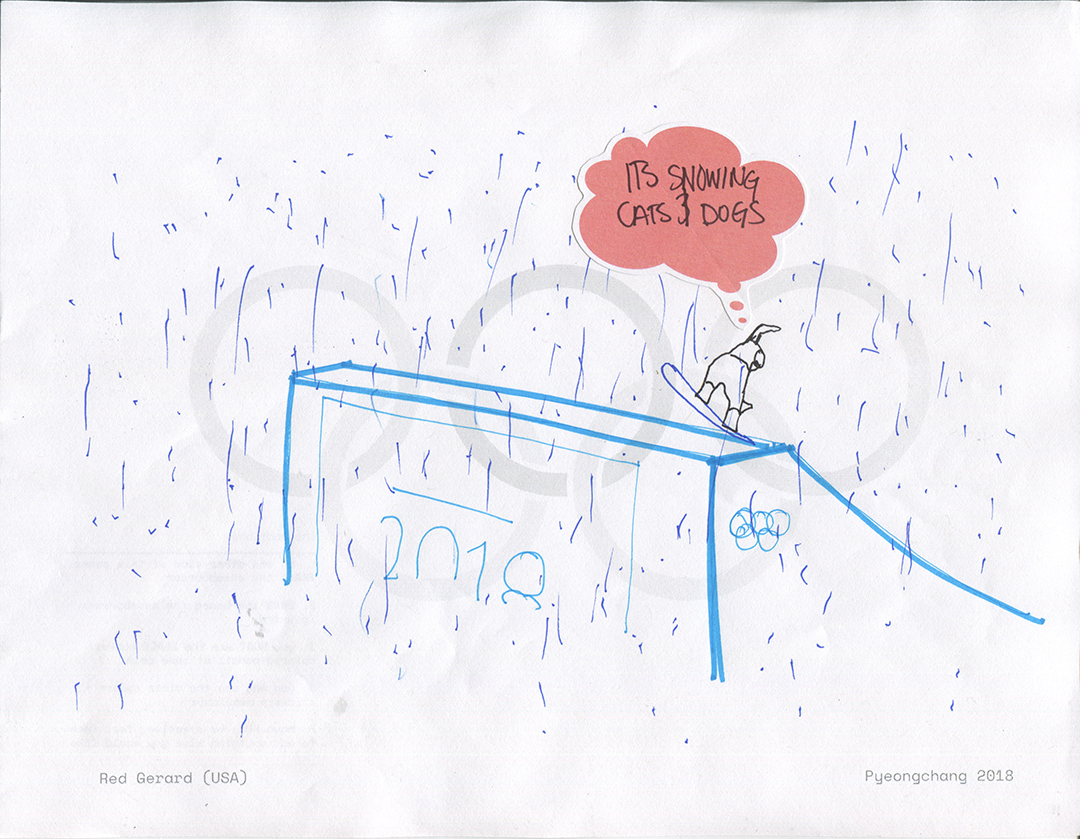 ITS SNOWING
CATS & DOGS
2018
Red Gerard (USA)
Pyeongchang 2018